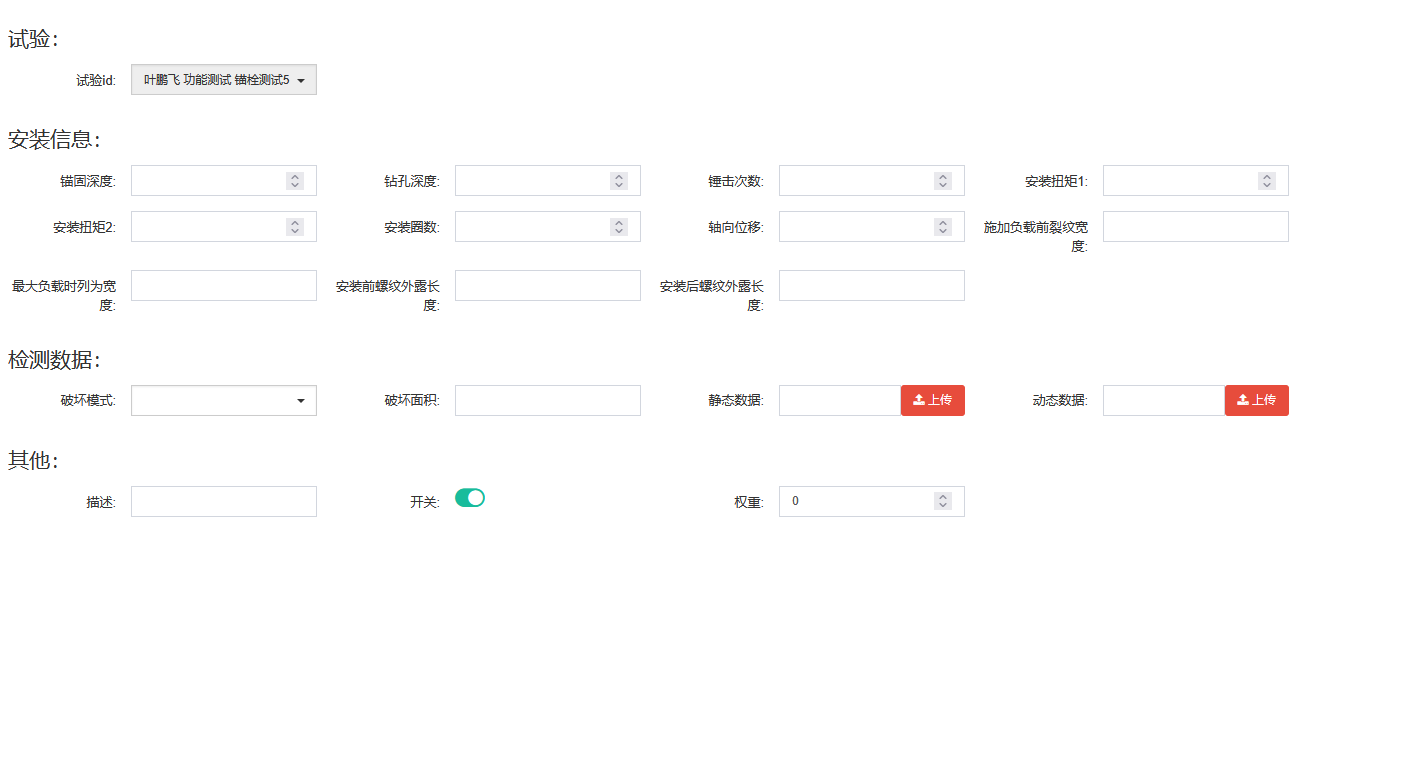 试验:
试验id: 叶鹏飞 功能测试 锚栓测试5
安装信息:
锚固深度: 钻孔深度: 锤击次数: 安装扭矩1:
安装扭矩2: 安装圈数: 轴向位移: 施加负载前裂纹宽
度:
最大负载时列为宽 安装前螺纹外露长 安装后螺纹外露长
度: 度: 度:
检测数据:
破坏模式: 破坏面积: 静态数据: 上传 动态数据: 上传
其他:
描述: 开关: 权重: 0